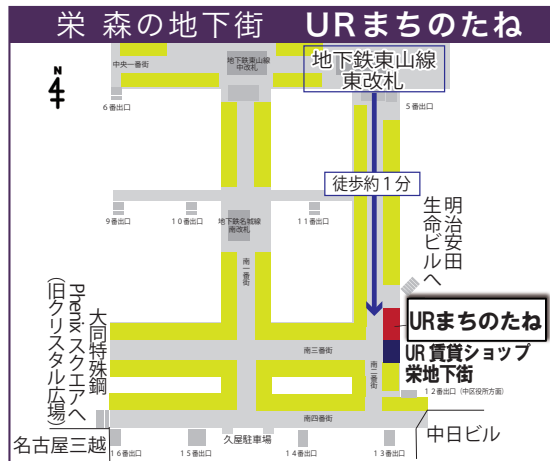 栄 森の地下街 URまちのたね
中央一番街
地下鉄東山線
中改札
地下鉄東山線
東改札
N
4
6番出口
5番出口
徒歩約1分
9番出口
10番出口
地下鉄名城線
南改札
11番出口
明治安田
生命ビルへ
南一番街
大同特殊鋼
Phenixスクエアへ
(旧クリスタル広場)
URまちのたね
UR賃貸ショップ
栄地下街
南三番街
南二番街
12番出口(中区役所方面)
南四番街
名古屋三越
久屋駐車場
中日ビル
16番出口
15番出口
14番出口
13番出口